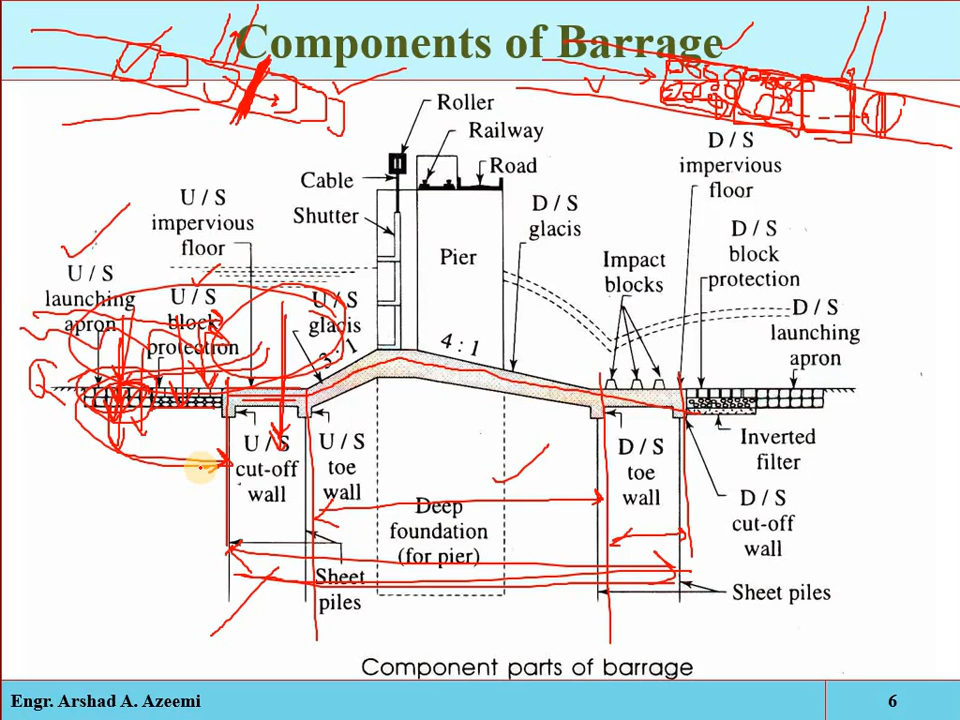 Components of Barrage
Roller
Railway
Road
Cable
Shutter
U / S
impervious
floor
D / S
impervious
floor
D / S
glacis
D / S
block
protection
Pier
Impact
blocks
U / S
launching
apron
U / S
block
protection
U / S
glacis
3 : 1
4 : 1
D / S
launching
apron
U / S
cut-off
wall
U / S
toe
wall
D / S
toe
wall
Inverted
filter
D / S
cut-off
wall
Deep
foundation
(for pier)
Sheet
piles
Sheet piles
Component parts of barrage
Engr. Arshad A. Azeemi
6